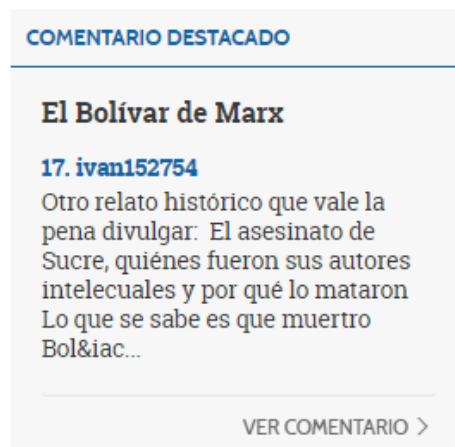 COMENTARIO DESTACADO
El Bolívar de Marx
17. ivan152754
Otro relato histórico que vale la
pena divulgar: El asesinato de
Sucre, quiénes fueron sus autores
intelecuales y por qué lo mataron
Lo que se sabe es que muertro
Bol&iac...
VER COMENTARIO >